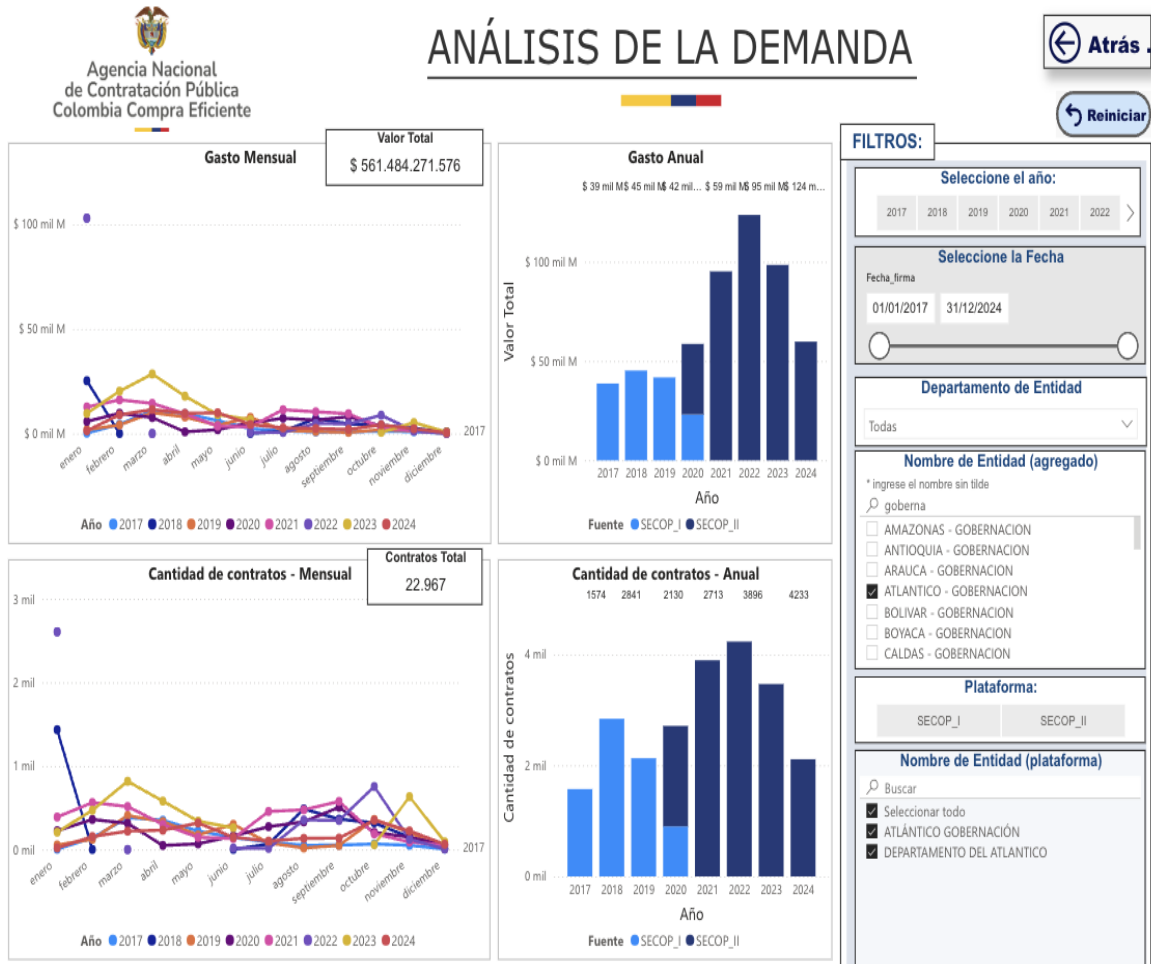 Agencia Nacional
de Contratación Pública
Colombia Compra Eficiente
ANÁLISIS DE LA DEMANDA
Atrás .
Reiniciar
Gasto Mensual
Valor Total
$ 561.484.271.576
$ 100 mil M
$ 50 mil M
$ 0 mil M
enero
febrero
marzo
abril
mayo
junio
julio
agosto
septiembre
octubre
noviembre
diciembre
2017
Año 2017 2018 2019 2020 2021 2022 2023 2024
Gasto Anual
$ 39 mil M $ 45 mil M $ 42 mil... $ 59 mil M $ 95 mil M $ 124 m...
Valor Total
$ 100 mil M
$ 50 mil M
$ 0 mil M
2017 2018 2019 2020 2021 2022 2023 2024
Año
Fuente SECOP_I SECOP_II
Cantidad de contratos - Mensual
Contratos Total
22.967
3 mil
2 mil
1 mil
0 mil
enero
febrero
marzo
abril
mayo
junio
julio
agosto
septiembre
octubre
noviembre
diciembre
2017
Año 2017 2018 2019 2020 2021 2022 2023 2024
Cantidad de contratos - Anual
1574 2841 2130 2713 3896 4233
Cantidad de contratos
4 mil
2 mil
0 mil
2017 2018 2019 2020 2021 2022 2023 2024
Año
Fuente SECOP_I SECOP_II
FILTROS:
Seleccione el año:
2017 2018 2019 2020 2021 2022
Seleccione la Fecha
Fecha_firma
01/01/2017 31/12/2024
Departamento de Entidad
Todas
Nombre de Entidad (agregado)
* ingrese el nombre sin tilde
goberna
AMAZONAS - GOBERNACION
ANTIOQUIA - GOBERNACION
ARAUCA - GOBERNACION
ATLANTICO - GOBERNACION
BOLIVAR - GOBERNACION
BOYACA - GOBERNACION
CALDAS - GOBERNACION
Plataforma:
SECOP_I SECOP_II
Nombre de Entidad (plataforma)
Buscar
Seleccionar todo
ATLÁNTICO GOBERNACIÓN
DEPARTAMENTO DEL ATLANTICO